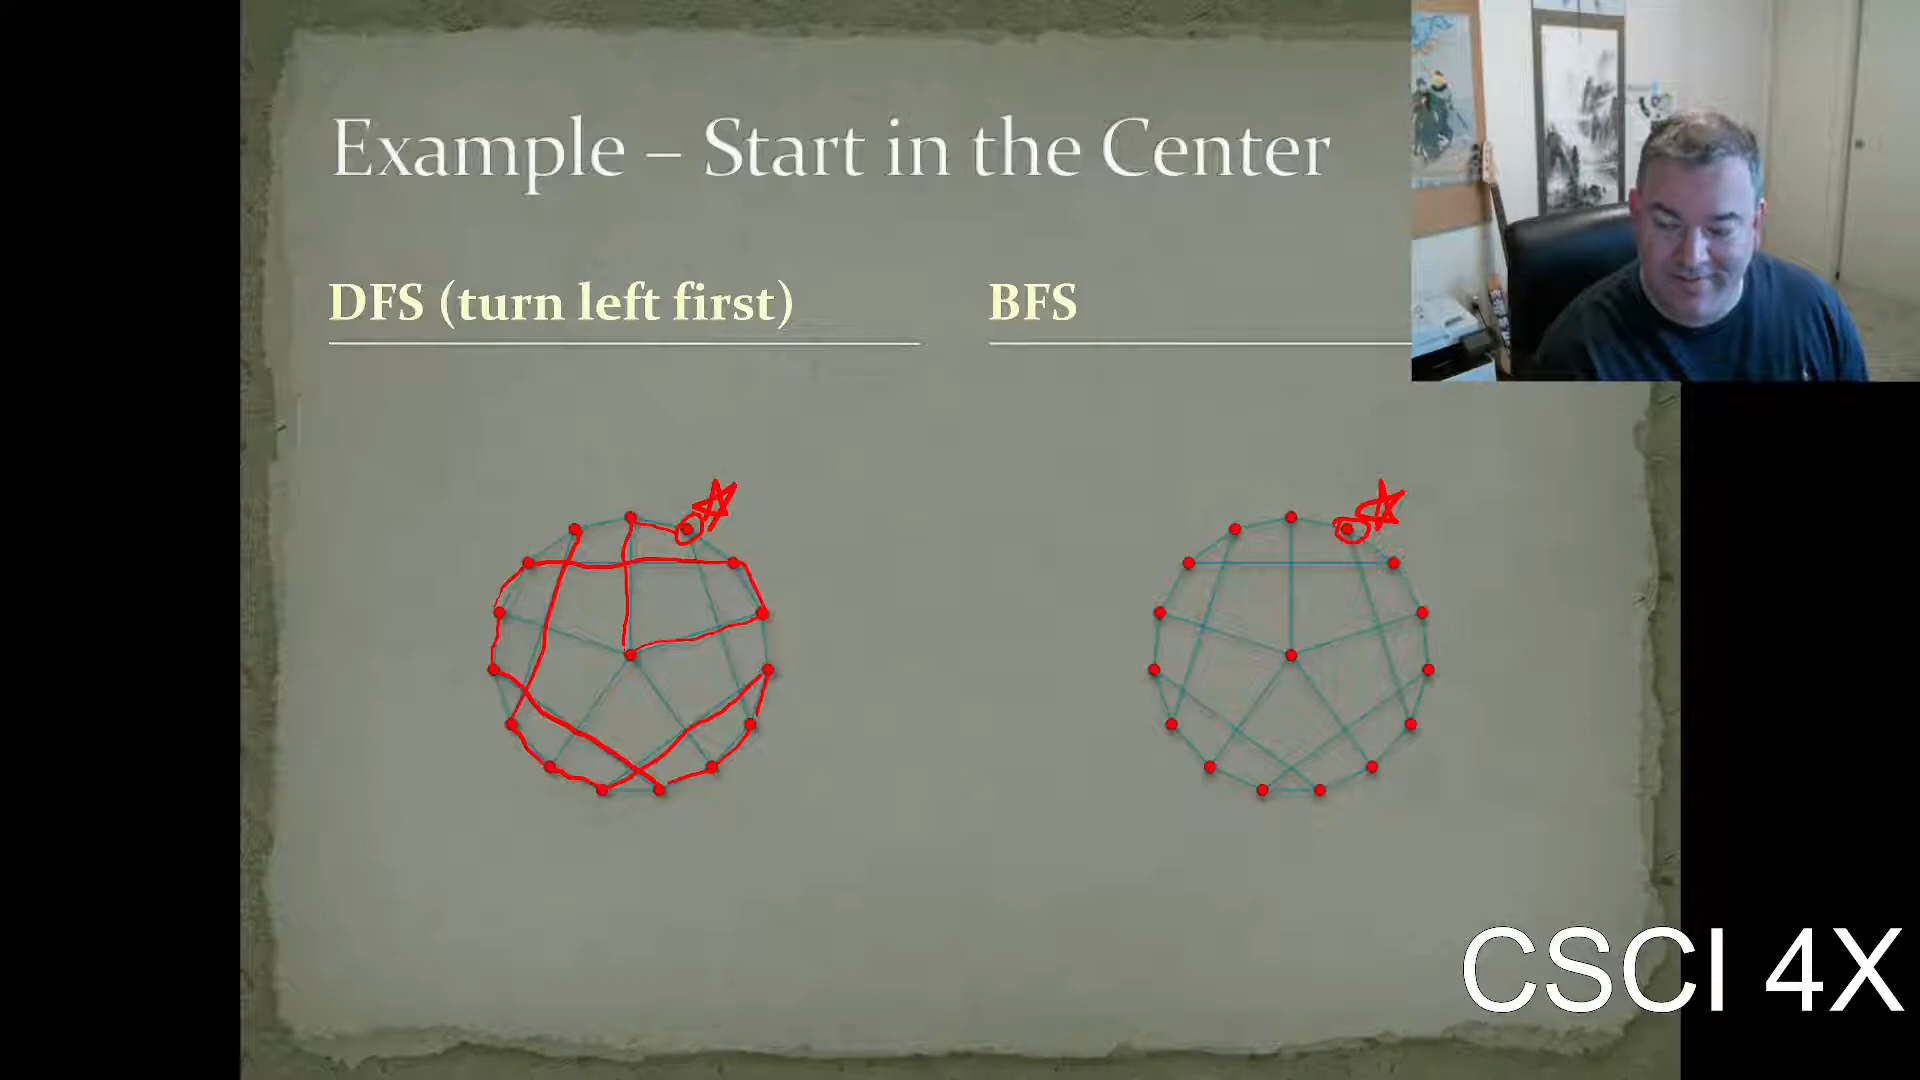 Example – Start in the Center
DFS (turn left first)
BFS
CSCI 4X